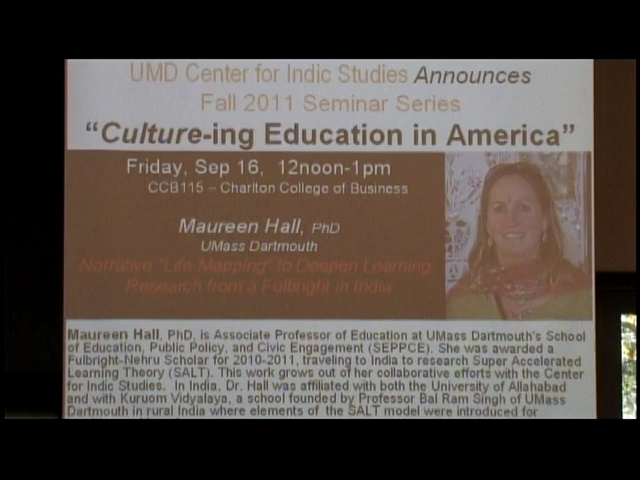 UMD Center for Indic Studies Announces
Fall 2011 Seminar Series
“Culture-ing Education in America”
Friday, Sep 16, 12noon-1pm
CCB115 – Charlton College of Business
Maureen Hall, PhD
UMass Dartmouth
Narrative "Life-Mapping" to Deepen Learning
Research from a Fulbright in India
Maureen Hall, PhD, is Associate Professor of Education at UMass Dartmouth's School
of Education, Public Policy, and Civic Engagement (SEPPCE). She was awarded a
Fulbright-Nehru Scholar for 2010-2011, traveling to India to research Super Accelerated
Learning Theory (SALT). This work grows out of her collaborative efforts with the Center
for Indic Studies. In India, Dr. Hall was affiliated with both the University of Allahabad
and with Kuruom Vidyalaya, a school founded by Professor Bal Ram Singh of UMass
Dartmouth in rural India where elements of the SALT model were introduced for